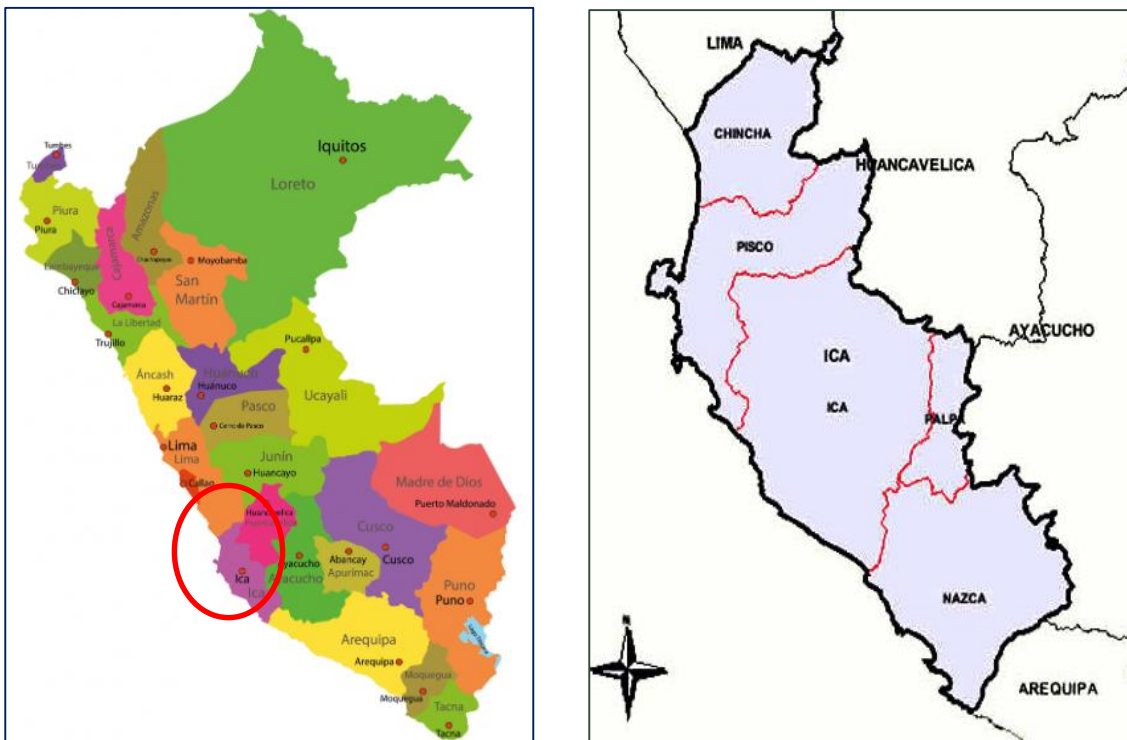 Tumbes
Piura
Piura
Lambayeque
Chiclayo
Cajamarca
Cajamarca
Amazonas
Chachapoyas
Moyobamba
San
Martín
Iquitos
Loreto
La Libertad
Trujillo
Áncash
Huaraz
Huánuco
Huánuco
Pucallpa
Ucayali
Pasco
Cerro de Pasco
Lima
Lima
Callao
Junín
Huancayo
Madre de Dios
Puerto Maldonado
Huancavelica
Cusco
Cusco
Ica
Ica
Ayacucho
Ayacucho
Abancay
Apurímac
Puno
Puno
Arequipa
Arequipa
Moquegua
Moquegua
Tacna
Tacna
LIMA
CHINCHA
HUANCAVELICA
PISCO
AYACUCHO
ICA
ICA
PALPA
NAZCA
N
AREQUIPA